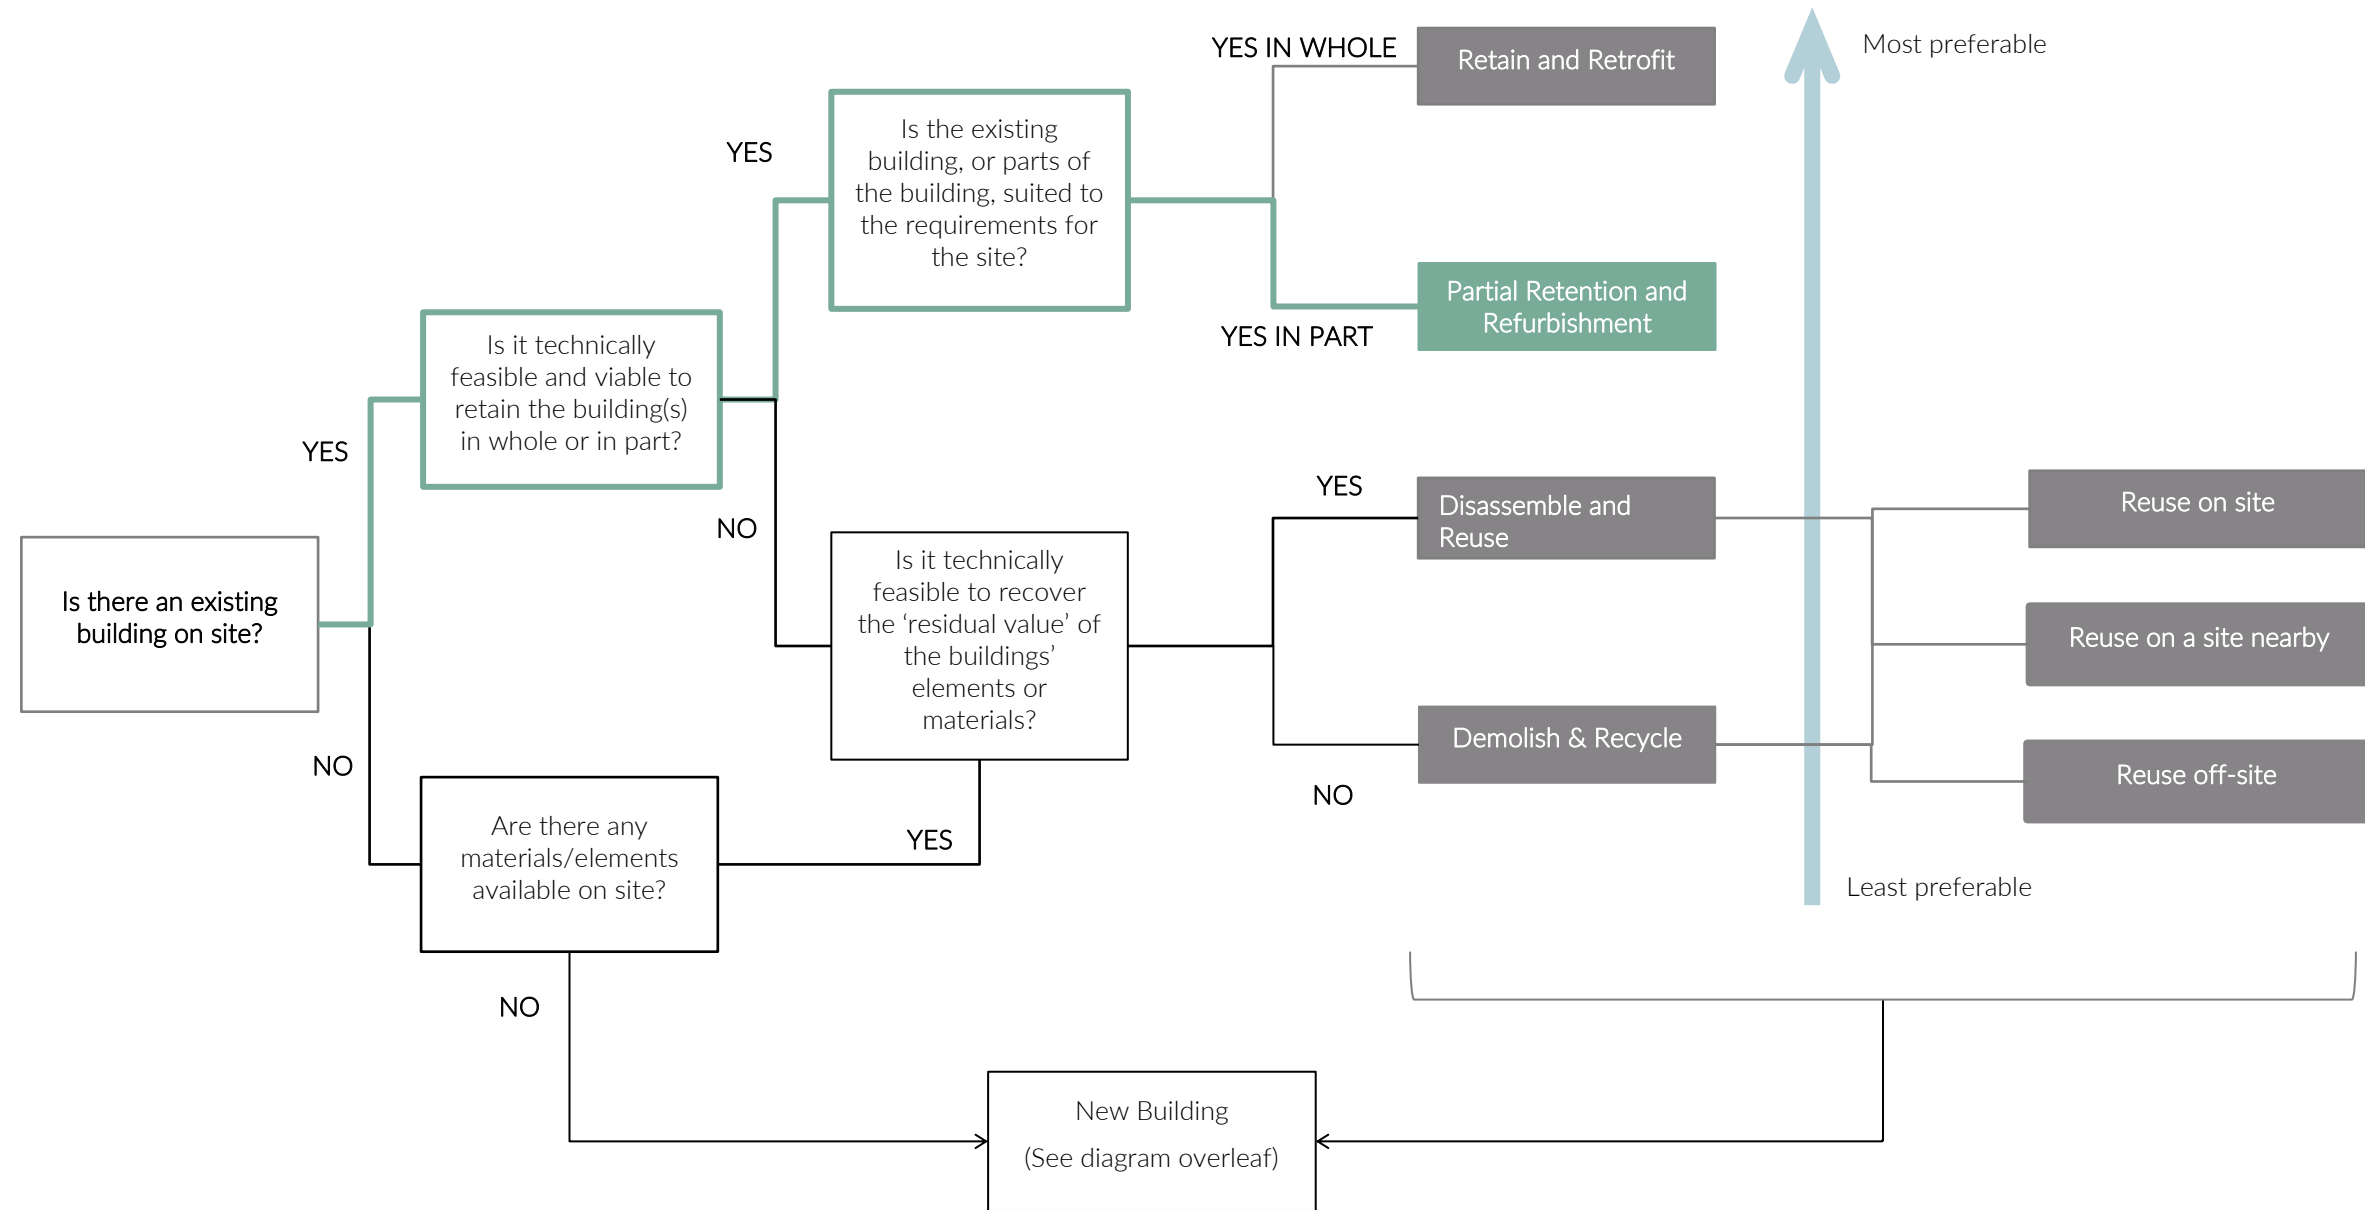 YES IN WHOLE
Retain and Retrofit
Most preferable
YES
Is the existing
building, or parts of
the building, suited to
the requirements for
the site?
Partial Retention and
Refurbishment
YES IN PART
Is it technically
feasible and viable to
retain the building(s)
in whole or in part?
YES
NO
YES
Disassemble and
Reuse
Reuse on site
Is there an existing
building on site?
Is it technically
feasible to recover
the ‘residual value’ of
the buildings’
elements or
materials?
Reuse on a site nearby
Demolish & Recycle
NO
NO
Reuse off-site
Are there any
materials/elements
available on site?
YES
Least preferable
NO
New Building
(See diagram overleaf)